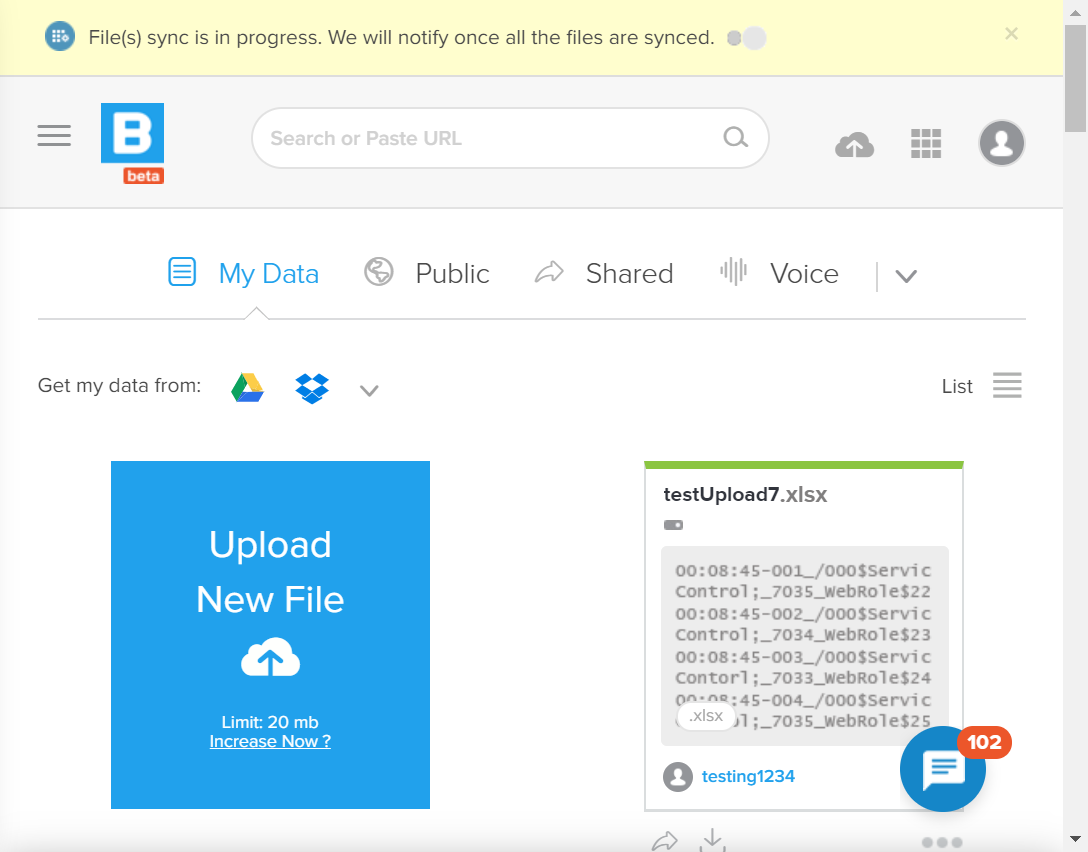 File(s) sync is in progress. We will notify once all the files are synced.
×
B
beta
Search or Paste URL
My Data
Public
Shared
Voice
Get my data from:
List
Upload
New File
Limit: 20 mb
Increase Now ?
testUpload7.xlsx
00:08:45-001_/000$Servic
Control;_7035_WebRole$22
00:08:45-002_/000$Servic
Control;_7034_WebRole$23
00:08:45-003_/000$Servic
Contorl;_7033_WebRole$24
00:08:45-004_/000$Servic
ol;_7035_WebRole$25
.xlsx
102
testing1234